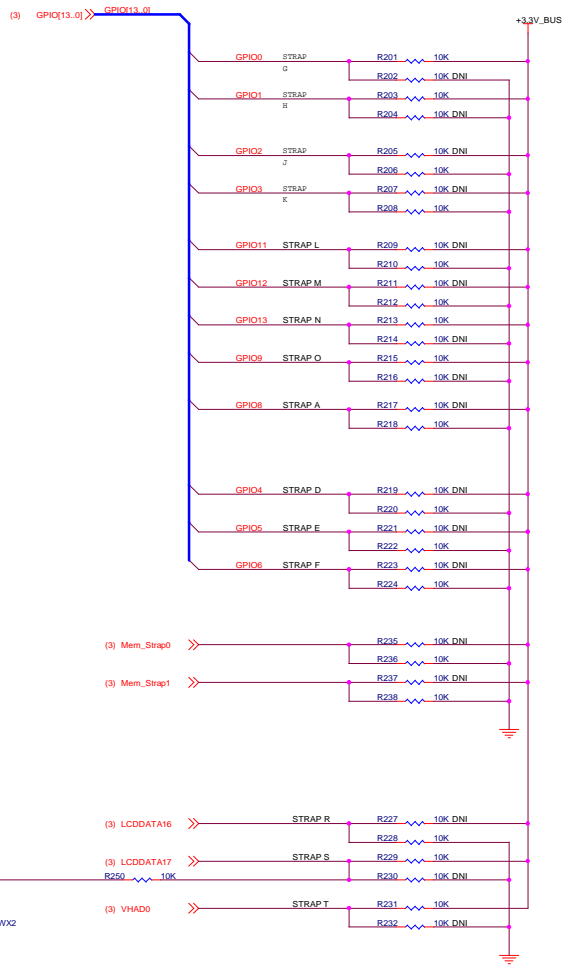 (3) GPIO[13..0] GPIO[13..0]
+3.3V_BUS
GPIO0 STRAP G R201 10K
R202 10K DNI
GPIO1 STRAP H R203 10K
R204 10K DNI
GPIO2 STRAP J R205 10K DNI
R206 10K
GPIO3 STRAP K R207 10K DNI
R208 10K
GPIO11 STRAP L R209 10K DNI
R210 10K
GPIO12 STRAP M R211 10K DNI
R212 10K
GPIO13 STRAP N R213 10K
R214 10K DNI
GPIO9 STRAP O R215 10K
R216 10K DNI
GPIO8 STRAP A R217 10K DNI
R218 10K
GPIO4 STRAP D R219 10K DNI
R220 10K
GPIO5 STRAP E R221 10K DNI
R222 10K
GPIO6 STRAP F R223 10K DNI
R224 10K
(3) Mem_Strap0 R235 10K DNI
R236 10K
(3) Mem_Strap1 R237 10K DNI
R238 10K
(3) LCDDATA16 STRAP R R227 10K DNI
R228 10K
(3) LCDDATA17 STRAP S R229 10K
R250 10K R230 10K DNI
(3) VHAD0 STRAP T R231 10K
WX2 R232 10K DNI